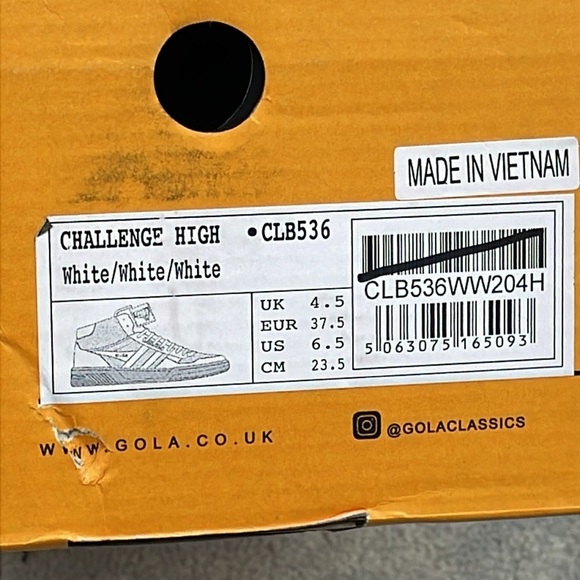 MADE IN VIETNAM
CHALLENGE HIGH •CLB536
White/White/White
CLB536WW204H
UK 4.5
EUR 37.5
US 6.5
CM 23.5
5 063075 165093
WWW.GOLA.CO.UK
@GOLACLASSICS